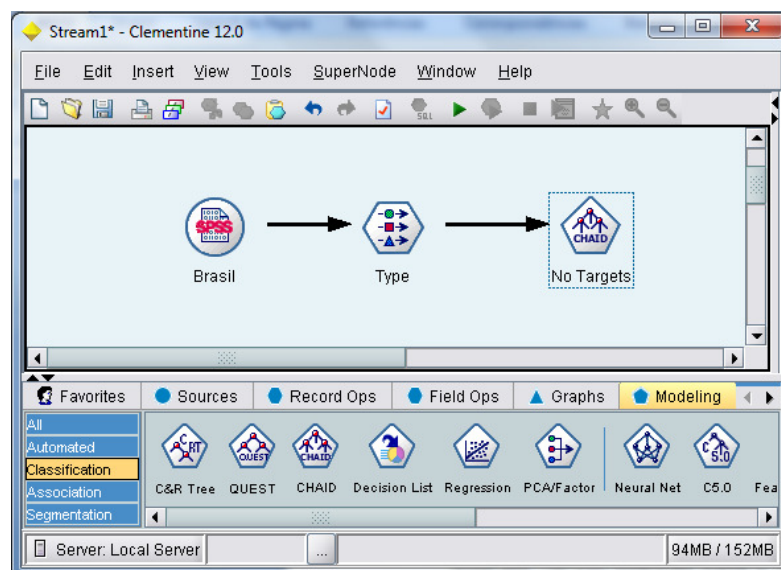 Stream1* - Clementine 12.0
File Edit Insert View Tools SuperNode Window Help
SQL
SPSS
CHAID
Brasil Type No Targets
Favorites Sources Record Ops Field Ops Graphs Modeling
All
Automated
Classification
Association
Segmentation
C RT QUEST CHAID C5.0
C&R Tree QUEST CHAID Decision List Regression PCA/Factor Neural Net C5.0 Fea
Server: Local Server ... 94MB / 152MB